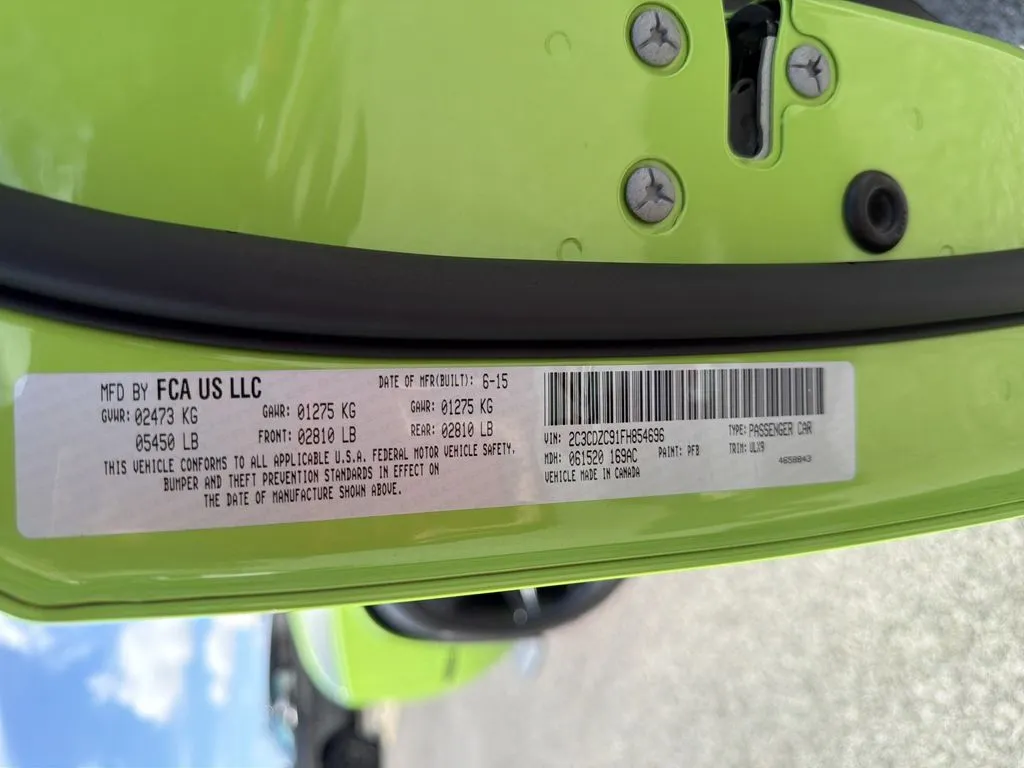 MFD BY FCA US LLC
DATE OF MFR(BUILT): 6-15
GVWR: 02473 KG
GAWR: 01275 KG
GAWR: 01275 KG
05450 LB
FRONT: 02810 LB
REAR: 02810 LB
THIS VEHICLE CONFORMS TO ALL APPLICABLE U.S.A. FEDERAL MOTOR VEHICLE SAFETY,
BUMPER AND THEFT PREVENTION STANDARDS IN EFFECT ON
THE DATE OF MANUFACTURE SHOWN ABOVE.
VIN: 2C3CDZC91FH854696
TYPE: PASSENGER CAR
MDH: 061520 169AC
PAINT: PFB
TRIM: ULX9
VEHICLE MADE IN CANADA
4658843